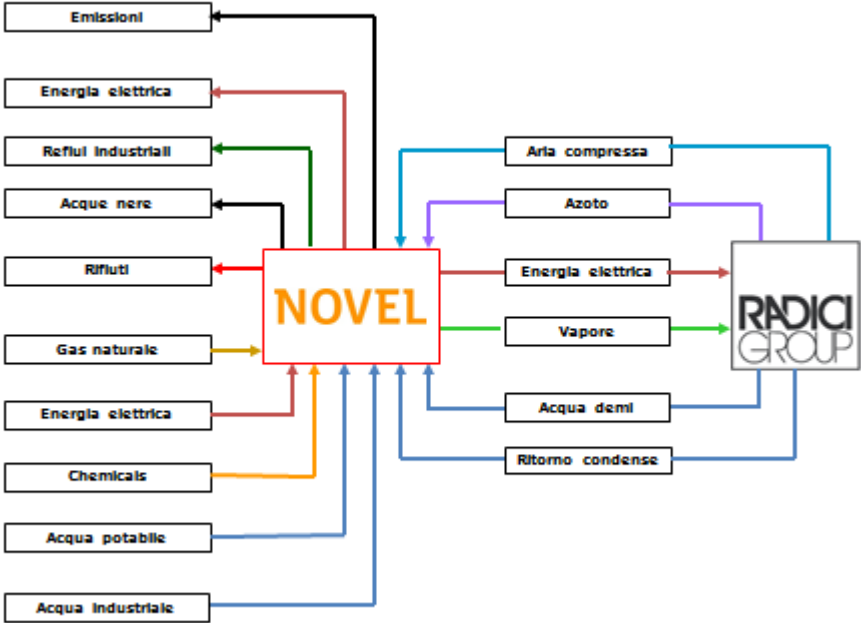 Emissioni
Energia elettrica
Reflui industriali
Acque nere
Rifiuti
Gas naturale
Energia elettrica
Chemicals
Acqua potabile
Acqua industriale
NOVEL
Aria compressa
Azoto
Energia elettrica
Vapore
Acqua demi
Ritorno condense
RADICI
GROUP